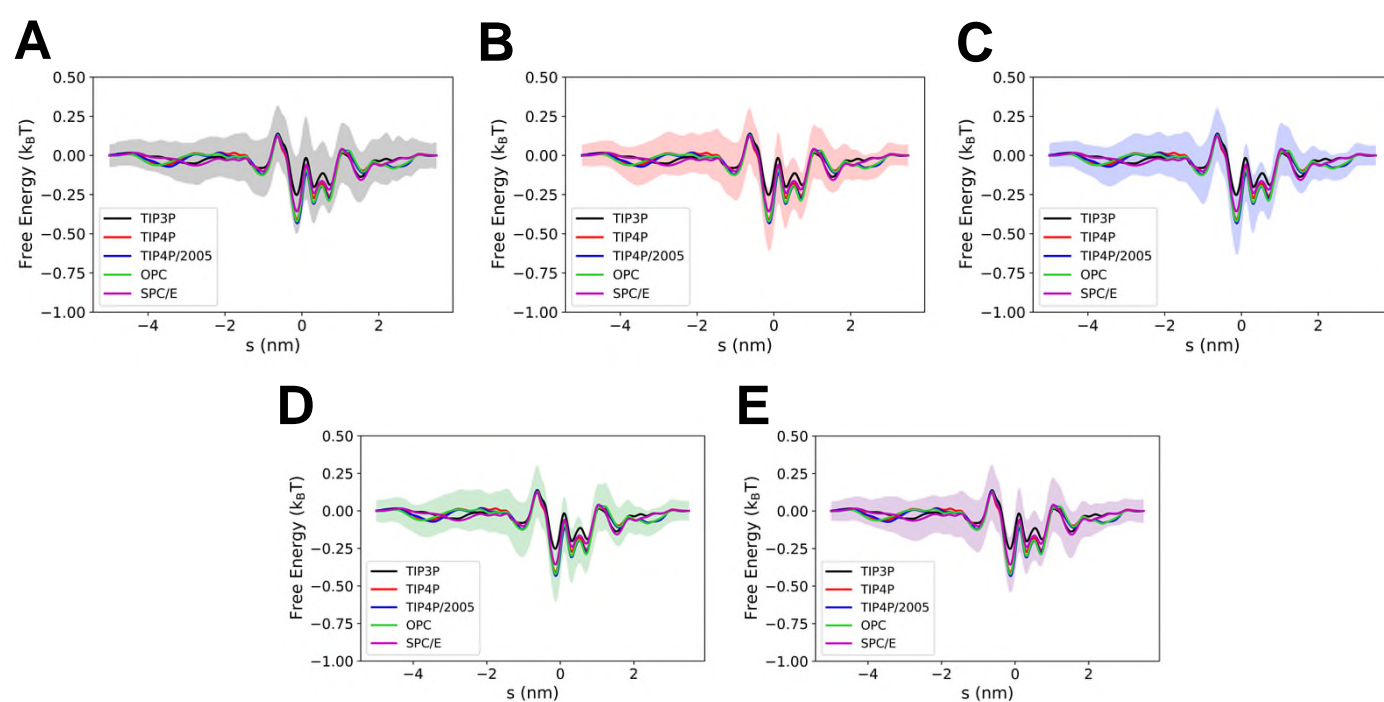 A
B
C
0.50
0.25
0.00
−0.25
−0.50
−0.75
−1.00
Free Energy (kBT)
TIP3P
TIP4P
TIP4P/2005
OPC
SPC/E
−4
−2
0
2
s (nm)
0.50
0.25
0.00
−0.25
−0.50
−0.75
−1.00
Free Energy (kBT)
TIP3P
TIP4P
TIP4P/2005
OPC
SPC/E
−4
−2
0
2
s (nm)
0.50
0.25
0.00
−0.25
−0.50
−0.75
−1.00
Free Energy (kBT)
TIP3P
TIP4P
TIP4P/2005
OPC
SPC/E
−4
−2
0
2
s (nm)
D
E
0.50
0.25
0.00
−0.25
−0.50
−0.75
−1.00
Free Energy (kBT)
TIP3P
TIP4P
TIP4P/2005
OPC
SPC/E
−4
−2
0
2
s (nm)
0.50
0.25
0.00
−0.25
−0.50
−0.75
−1.00
Free Energy (kBT)
TIP3P
TIP4P
TIP4P/2005
OPC
SPC/E
−4
−2
0
2
s (nm)